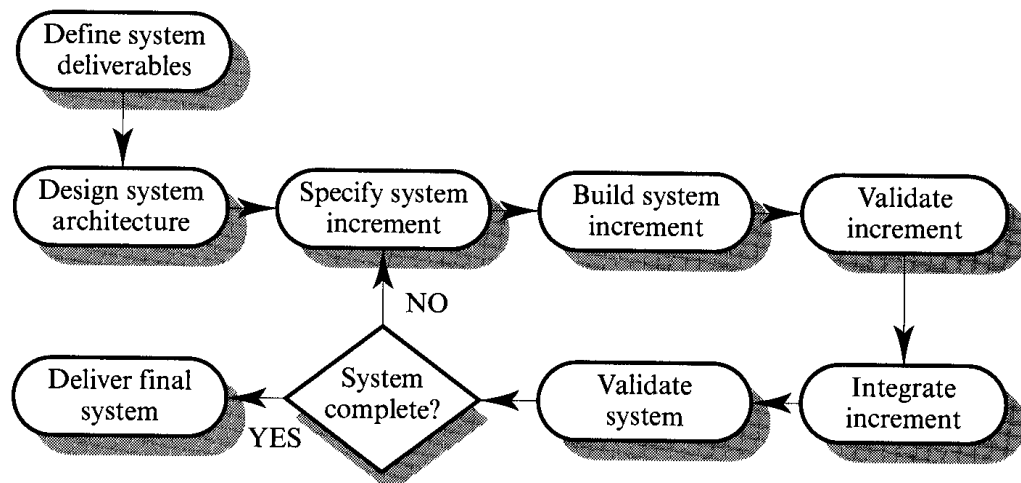 Define system
deliverables
Design system
architecture
Specify system
increment
Build system
increment
Validate
increment
NO
Deliver final
system
YES
System
complete?
Validate
system
Integrate
increment